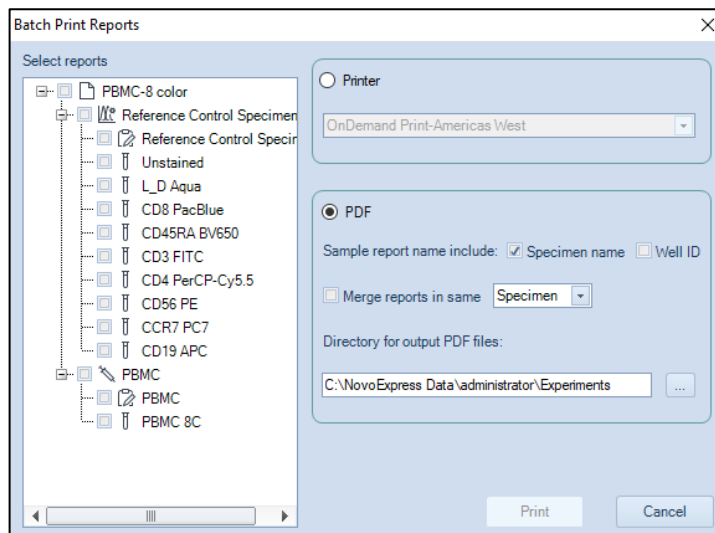 Batch Print Reports
Select reports
PBMC-8 color
Reference Control Specimen
Reference Control Specir
Unstained
L_D Aqua
CD8 PacBlue
CD45RA BV650
CD3 FITC
CD4 PerCP-Cy5.5
CD56 PE
CCR7 PC7
CD19 APC
PBMC
PBMC
PBMC 8C
Printer
OnDemand Print-Americas West
PDF
Sample report name include: Specimen name Well ID
Merge reports in same Specimen
Directory for output PDF files:
C:\NovoExpress Data\administrator\Experiments ...
Print Cancel